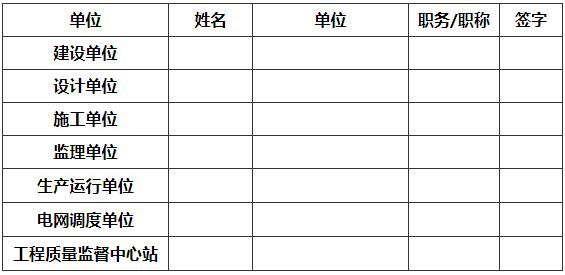 单位 姓名 单位 职务/职称 签字
建设单位
设计单位
施工单位
监理单位
生产运行单位
电网调度单位
工程质量监督中心站